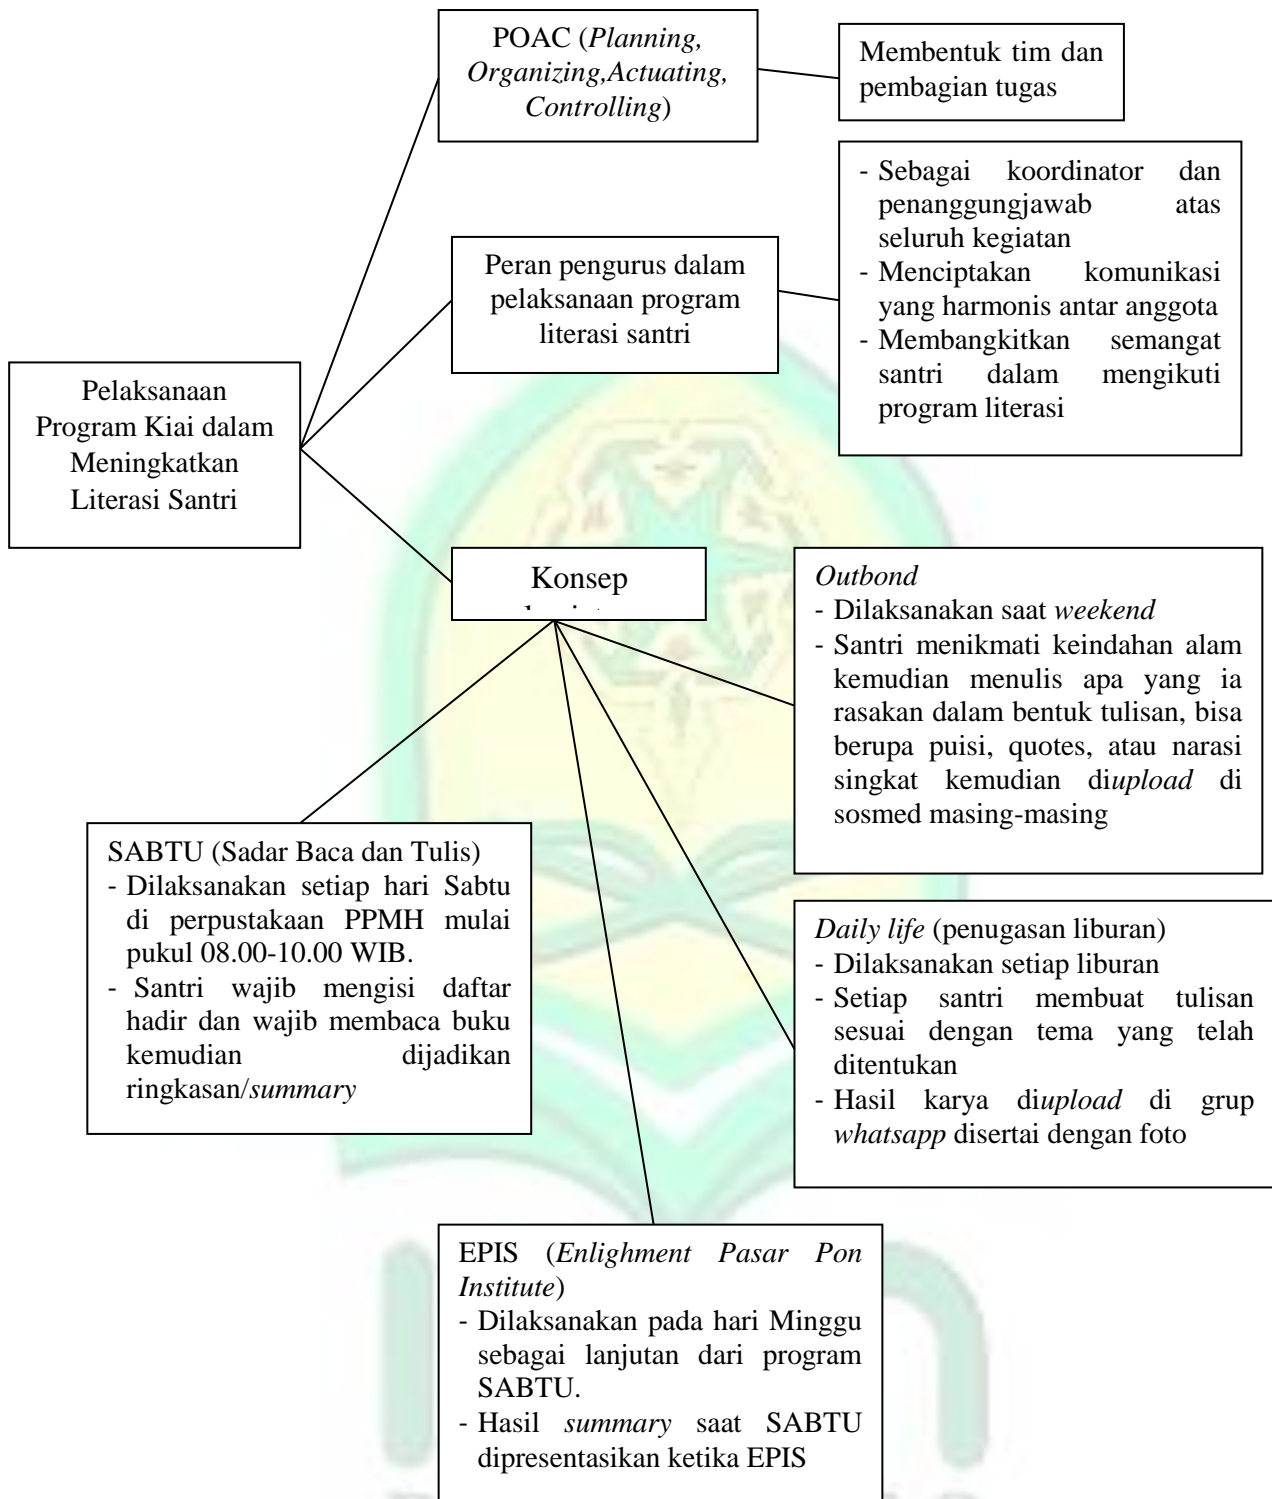 POAC (Planning,
Organizing,Actuating,
Controlling)
Membentuk tim dan
pembagian tugas
Peran pengurus dalam
pelaksanaan program
literasi santri
- Sebagai koordinator dan
penanggungjawab atas
seluruh kegiatan
- Menciptakan komunikasi
yang harmonis antar anggota
- Membangkitkan semangat
santri dalam mengikuti
program literasi
Pelaksanaan
Program Kiai dalam
Meningkatkan
Literasi Santri
Konsep
Outbond
- Dilaksanakan saat weekend
- Santri menikmati keindahan alam
kemudian menulis apa yang ia
rasakan dalam bentuk tulisan, bisa
berupa puisi, quotes, atau narasi
singkat kemudian diupload di
sosmed masing-masing
SABTU (Sadar Baca dan Tulis)
- Dilaksanakan setiap hari Sabtu
di perpustakaan PPMH mulai
pukul 08.00-10.00 WIB.
- Santri wajib mengisi daftar
hadir dan wajib membaca buku
kemudian dijadikan
ringkasan/summary
Daily life (penugasan liburan)
- Dilaksanakan setiap liburan
- Setiap santri membuat tulisan
sesuai dengan tema yang telah
ditentukan
- Hasil karya diupload di grup
whatsapp disertai dengan foto
EPIS (Enlighment Pasar Pon
Institute)
- Dilaksanakan pada hari Minggu
sebagai lanjutan dari program
SABTU.
- Hasil summary saat SABTU
dipresentasikan ketika EPIS